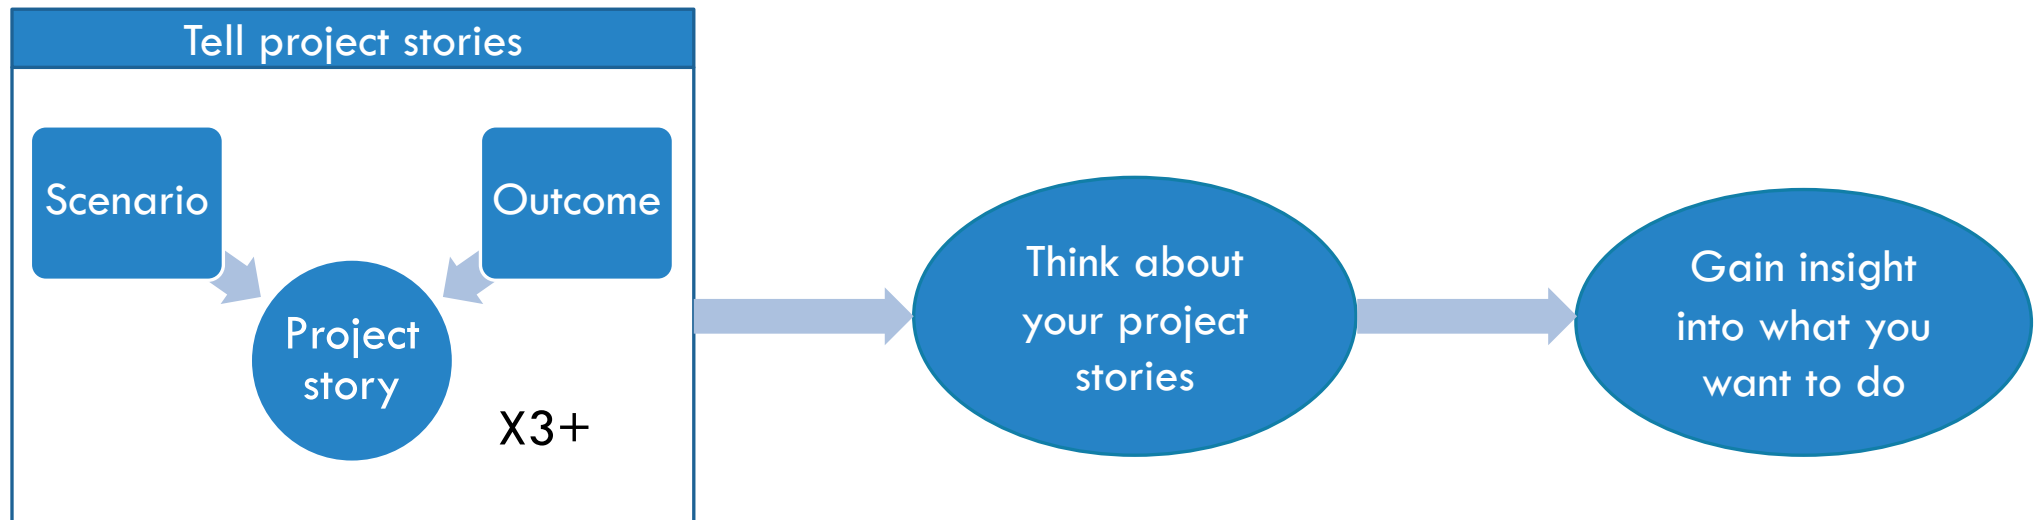 Tell project stories
Scenario
Outcome
Project
story
X3+
Think about
your project
stories
Gain insight
into what you
want to do